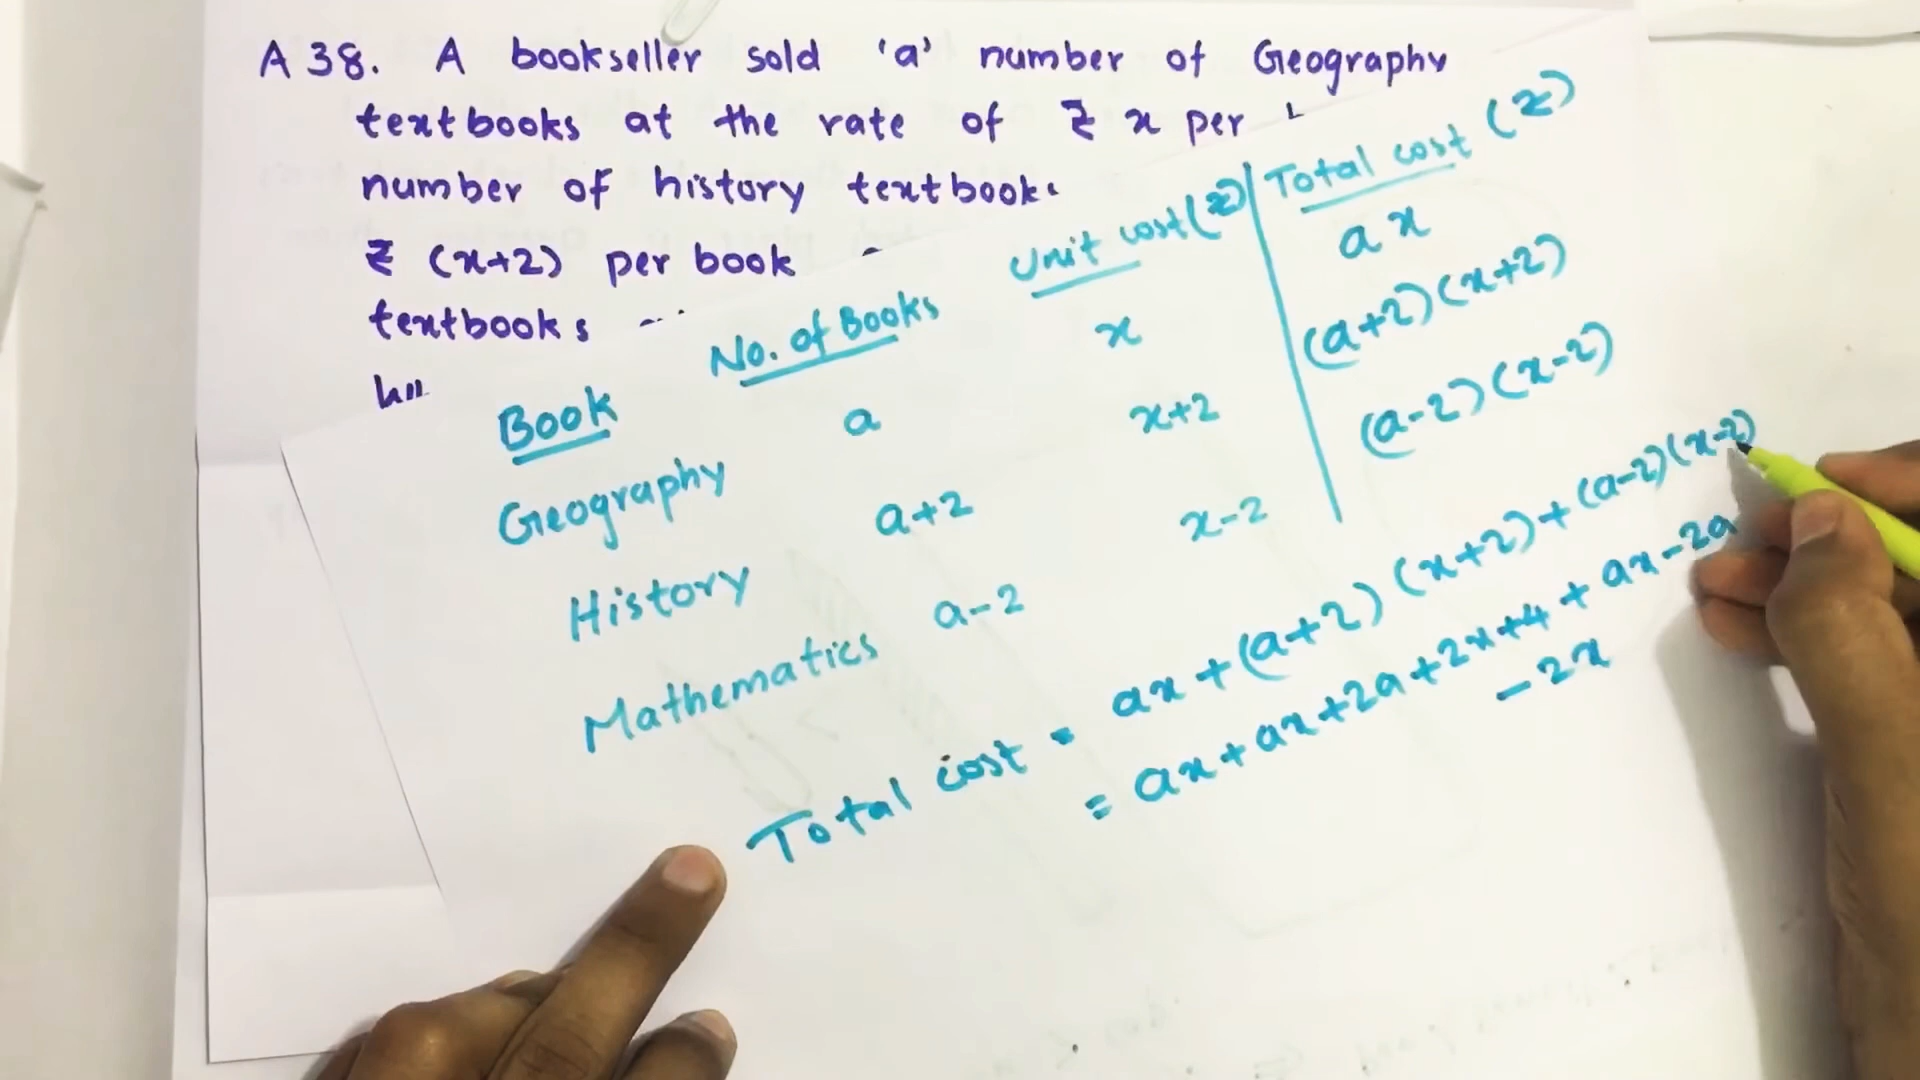 A 38. A bookseller sold 'a' number of Geography
textbooks at the rate of ₹ x per
number of history textbook
₹ (x+2) per book
textbooks
Book No. of Books Unit cost(₹) Total cost (₹)
Geography a x ax
History a+2 x+2 (a+2)(x+2)
Mathematics a-2 x-2 (a-2)(x-2)
Total cost = ax + (a+2) (x+2) + (a-2)(x-2)
= ax + ax + 2a + 2x + 4 + ax - 2a
- 2x